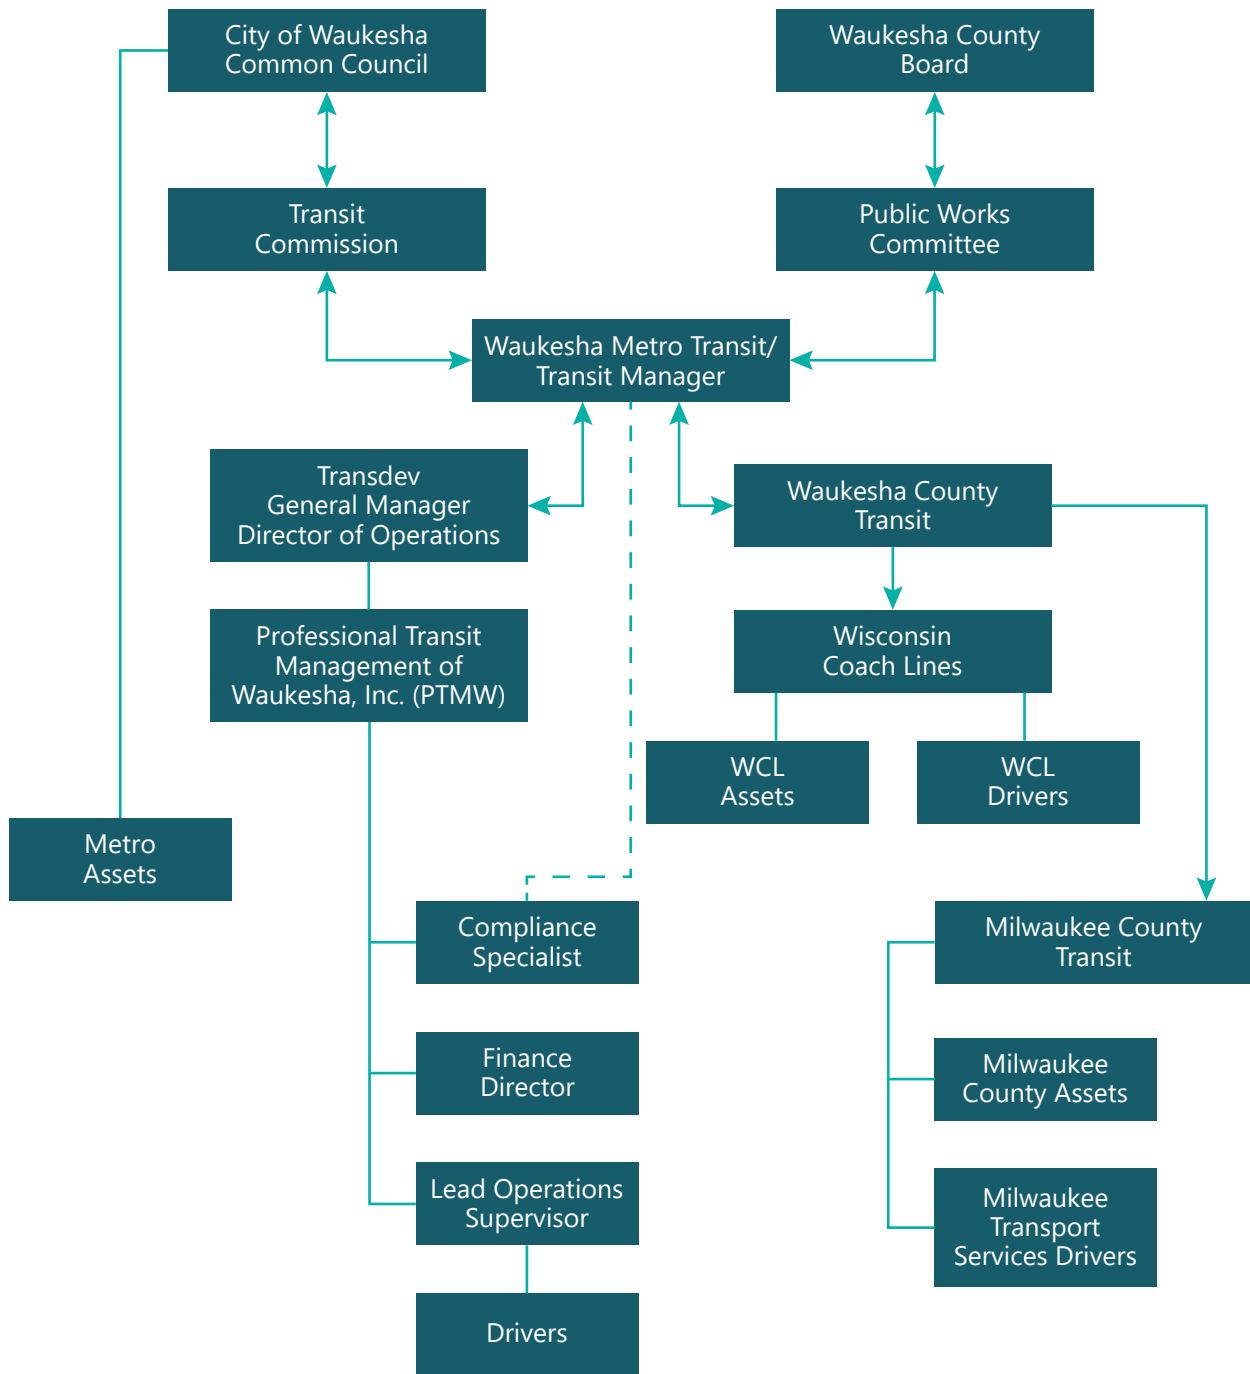 City of Waukesha
Common Council
Waukesha County
Board
Transit
Commission
Public Works
Committee
Waukesha Metro Transit/
Transit Manager
Transdev
General Manager
Director of Operations
Waukesha County
Transit
Professional Transit
Management of
Waukesha, Inc. (PTMW)
Wisconsin
Coach Lines
WCL
Assets
WCL
Drivers
Metro
Assets
Compliance
Specialist
Milwaukee County
Transit
Finance
Director
Milwaukee
County Assets
Lead Operations
Supervisor
Milwaukee
Transport
Services Drivers
Drivers